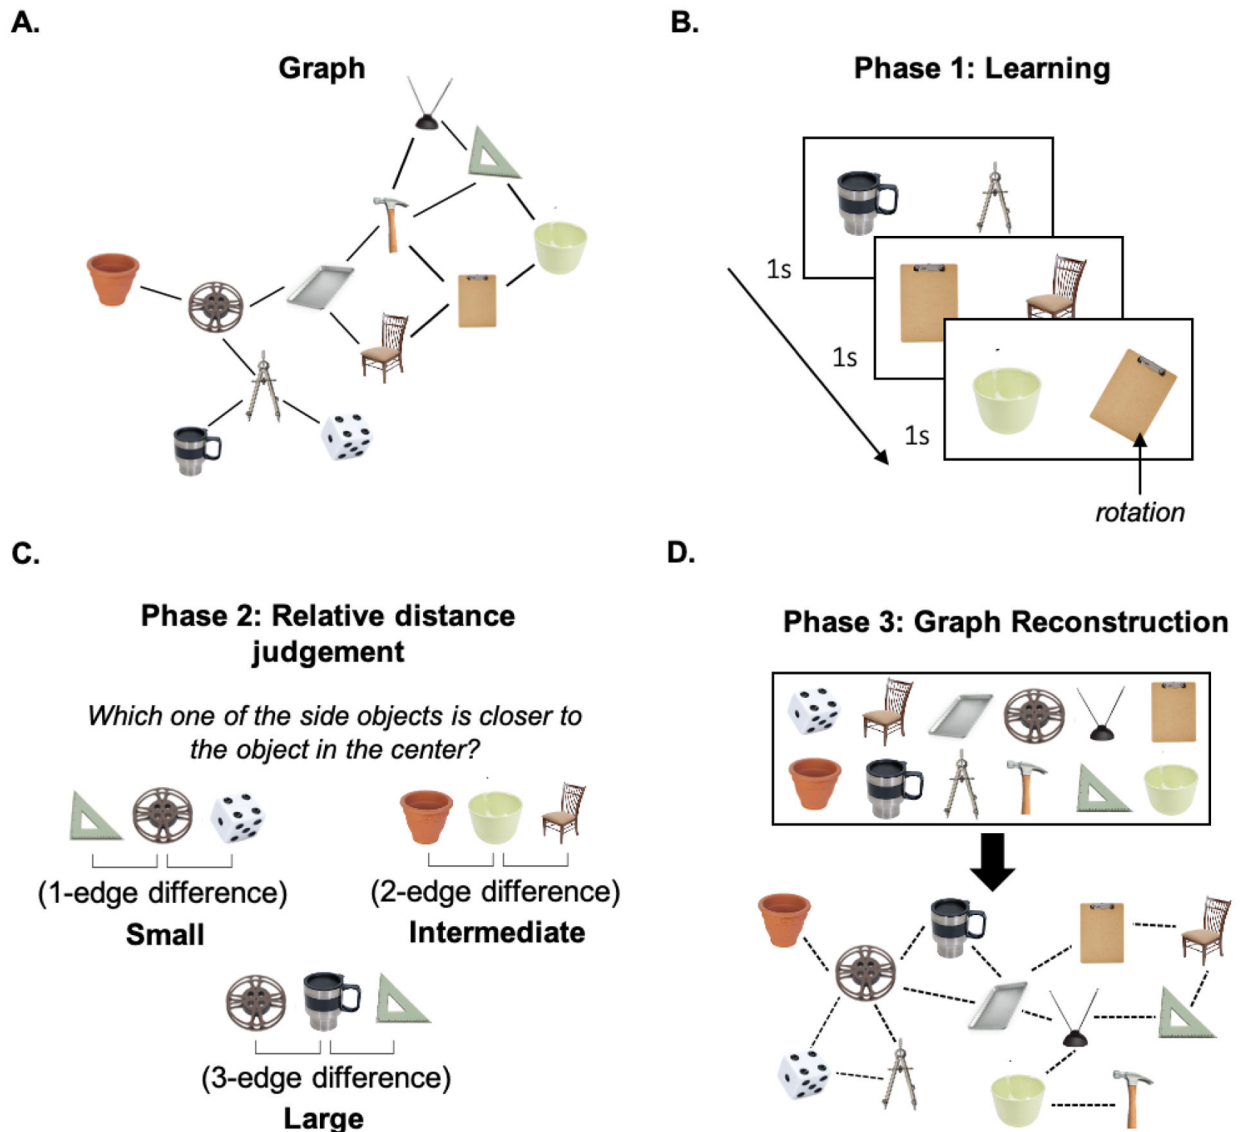 A.
Graph
B.
Phase 1: Learning
1s
1s
1s
rotation
C.
Phase 2: Relative distance
judgement
Which one of the side objects is closer to
the object in the center?
(1-edge difference)
Small
(2-edge difference)
Intermediate
(3-edge difference)
Large
D.
Phase 3: Graph Reconstruction